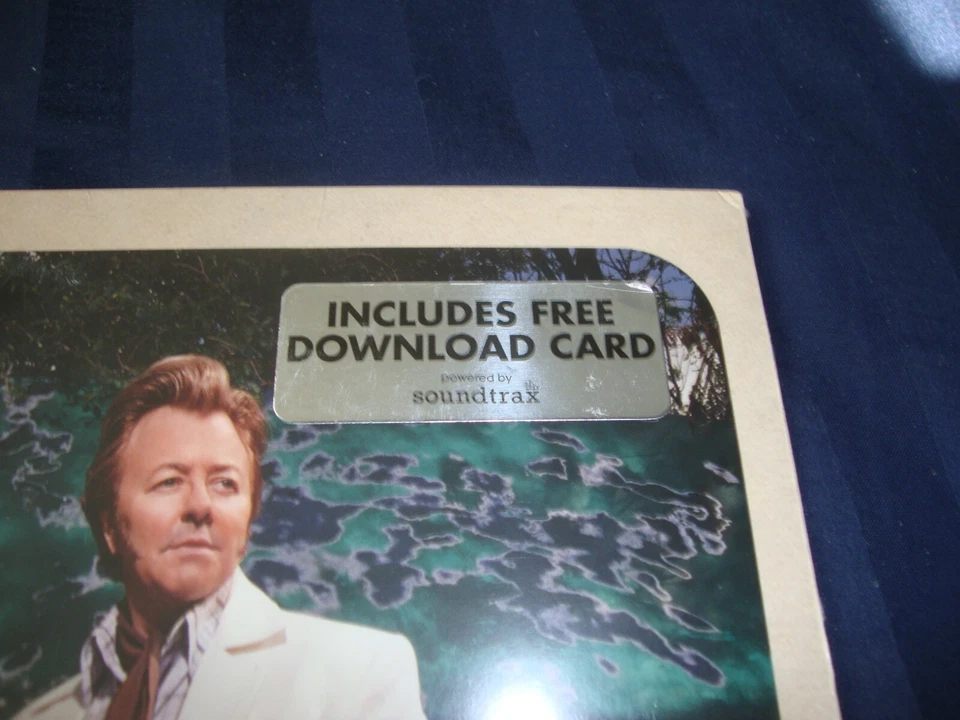 INCLUDES FREE
DOWNLOAD CARD
powered by
soundtrax